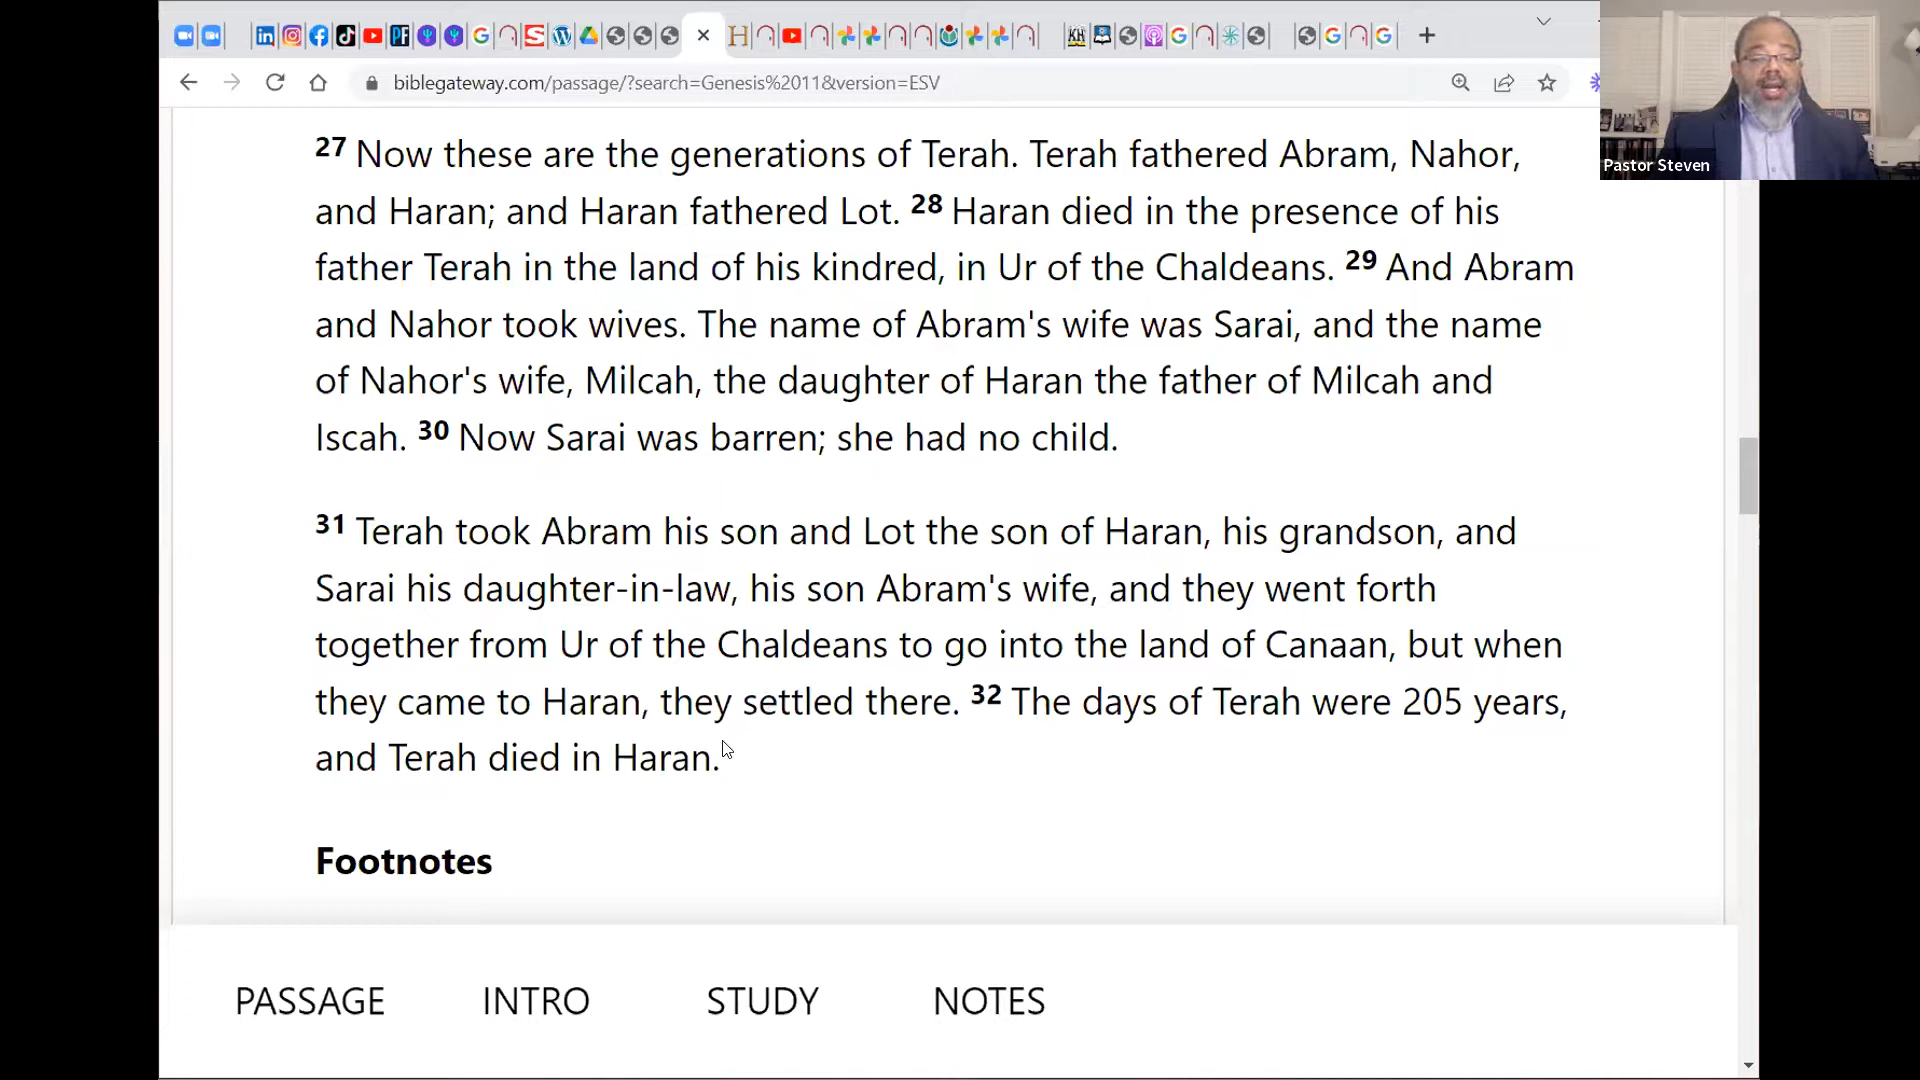 biblegateway.com/passage/?search=Genesis%2011&version=ESV
Pastor Steven
27 Now these are the generations of Terah. Terah fathered Abram, Nahor,
and Haran; and Haran fathered Lot. 28 Haran died in the presence of his
father Terah in the land of his kindred, in Ur of the Chaldeans. 29 And Abram
and Nahor took wives. The name of Abram's wife was Sarai, and the name
of Nahor's wife, Milcah, the daughter of Haran the father of Milcah and
Iscah. 30 Now Sarai was barren; she had no child.
31 Terah took Abram his son and Lot the son of Haran, his grandson, and
Sarai his daughter-in-law, his son Abram's wife, and they went forth
together from Ur of the Chaldeans to go into the land of Canaan, but when
they came to Haran, they settled there. 32 The days of Terah were 205 years,
and Terah died in Haran.
Footnotes
PASSAGE INTRO STUDY NOTES